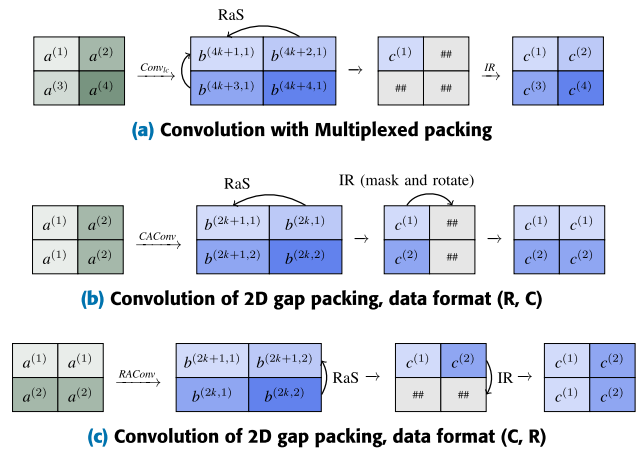 RaS
a(1) a(2) Conv1c b(4k+1,1) b(4k+2,1) → c(1) ## IR c(1) c(2)
a(3) a(4) b(4k+3,1) b(4k+4,1) ## ## c(3) c(4)
(a) Convolution with Multiplexed packing
RaS IR (mask and rotate)
a(1) a(2) CAConv b(2k+1,1) b(2k,1) → c(1) ## → c(1) c(1)
a(1) a(2) b(2k+1,2) b(2k,2) c(2) ## c(2) c(2)
(b) Convolution of 2D gap packing, data format (R, C)
a(1) a(1) RAConv b(2k+1,1) b(2k+1,2) RaS → c(1) c(2) IR → c(1) c(2)
a(2) a(2) b(2k,1) b(2k,2) ## ## c(1) c(2)
(c) Convolution of 2D gap packing, data format (C, R)